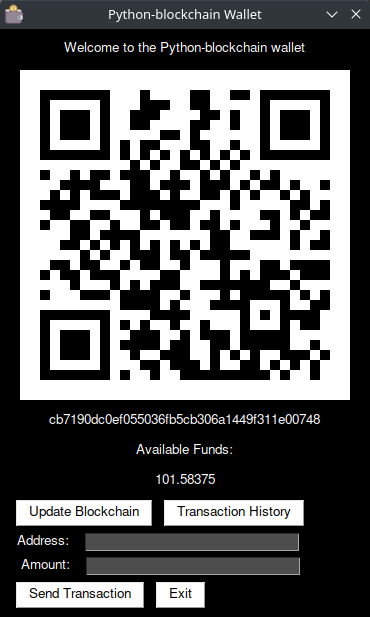 Python-blockchain Wallet
Welcome to the Python-blockchain wallet
cb7190dc0ef055036fb5cb306a1449f311e00748
Available Funds:
101.58375
Update Blockchain Transaction History
Address:
Amount:
Send Transaction Exit